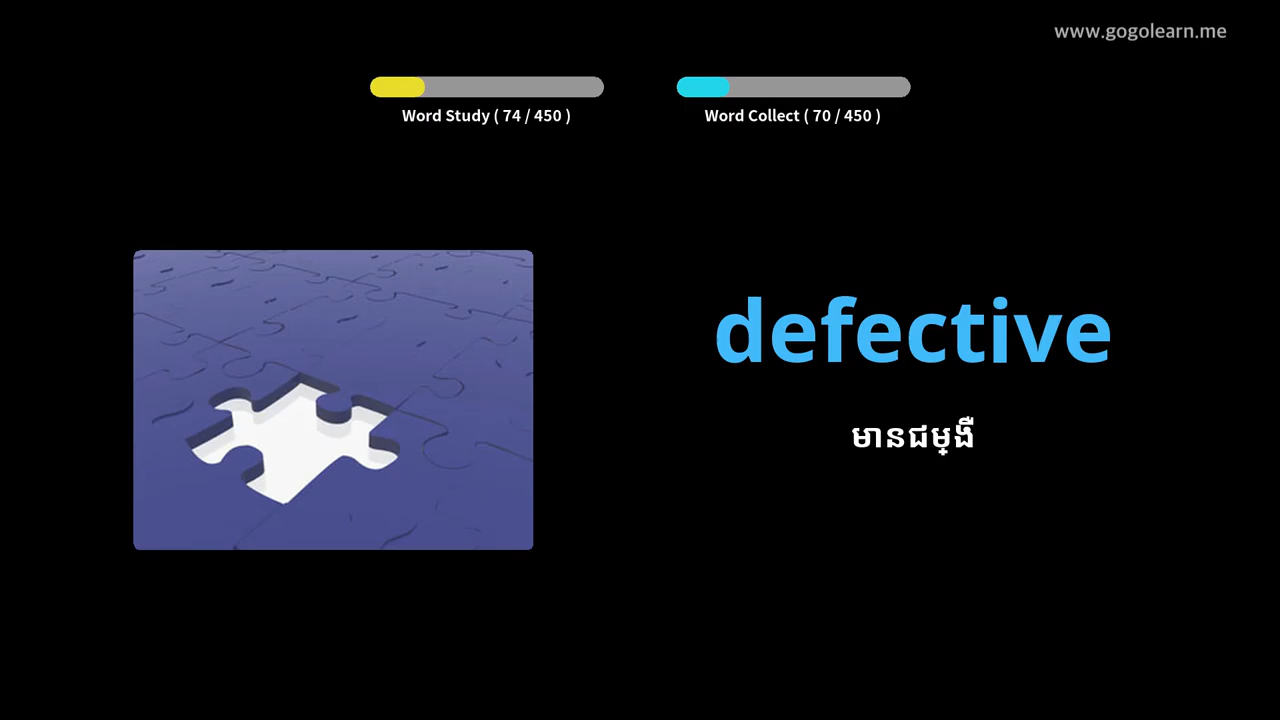 www.gogolearn.me
Word Study ( 74 / 450 )
Word Collect ( 70 / 450 )
defective
មានជម្ងឺ